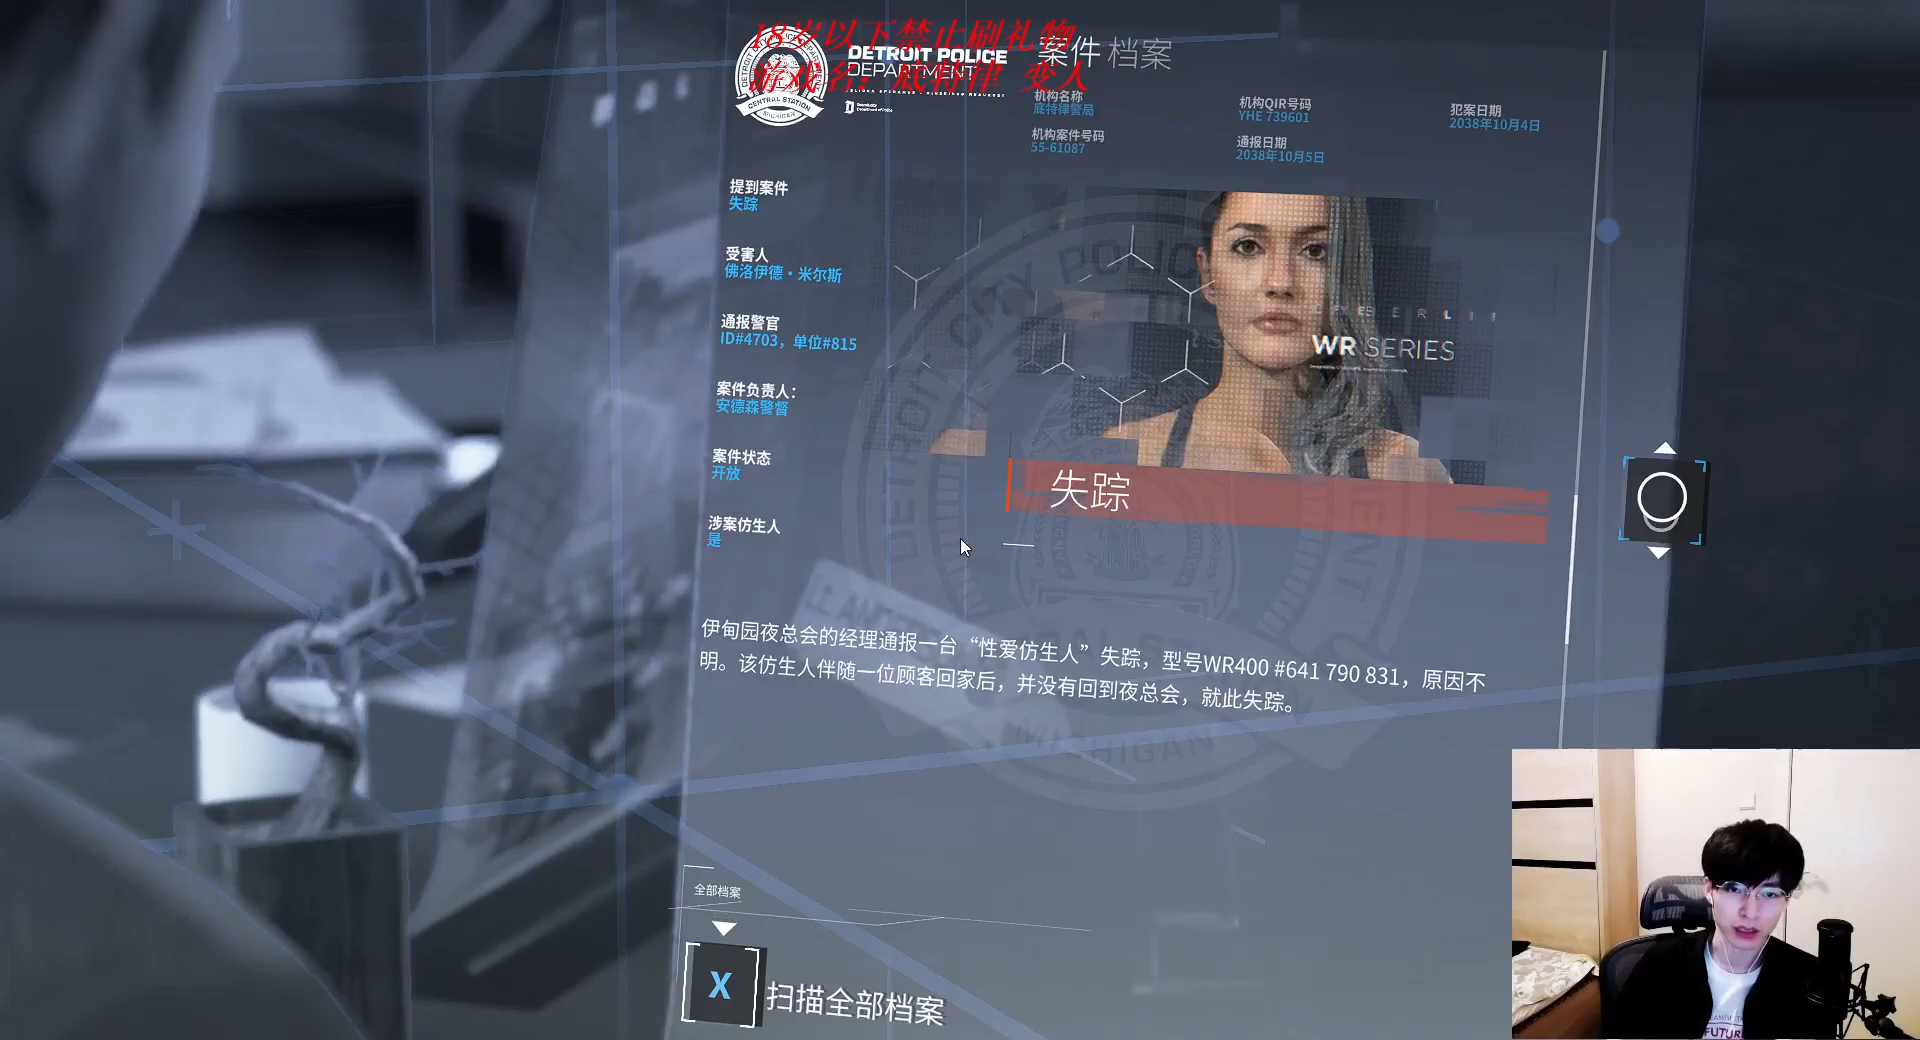 18岁以下禁止刷礼物
游戏名：底特律 变人
DETROIT POLICE
DEPARTMENT
CENTRAL STATION
MICHIGAN
案件 档案
机构名称
底特律警局
机构案件号码
55-61087
机构QIR号码
YHE 739601
通报日期
2038年10月5日
犯案日期
2038年10月4日
提到案件
失踪
受害人
佛洛伊德·米尔斯
通报警官
ID#4703，单位#815
案件负责人：
安德森警督
案件状态
开放
涉案仿生人
是
WR SERIES
失踪
DETROIT CITY POLICE
MICHIGAN
伊甸园夜总会的经理通报一台“性爱仿生人”失踪，型号WR400 #641 790 831，原因不
明。该仿生人伴随一位顾客回家后，并没有回到夜总会，就此失踪。
全部档案
X
扫描全部档案
FUTURE